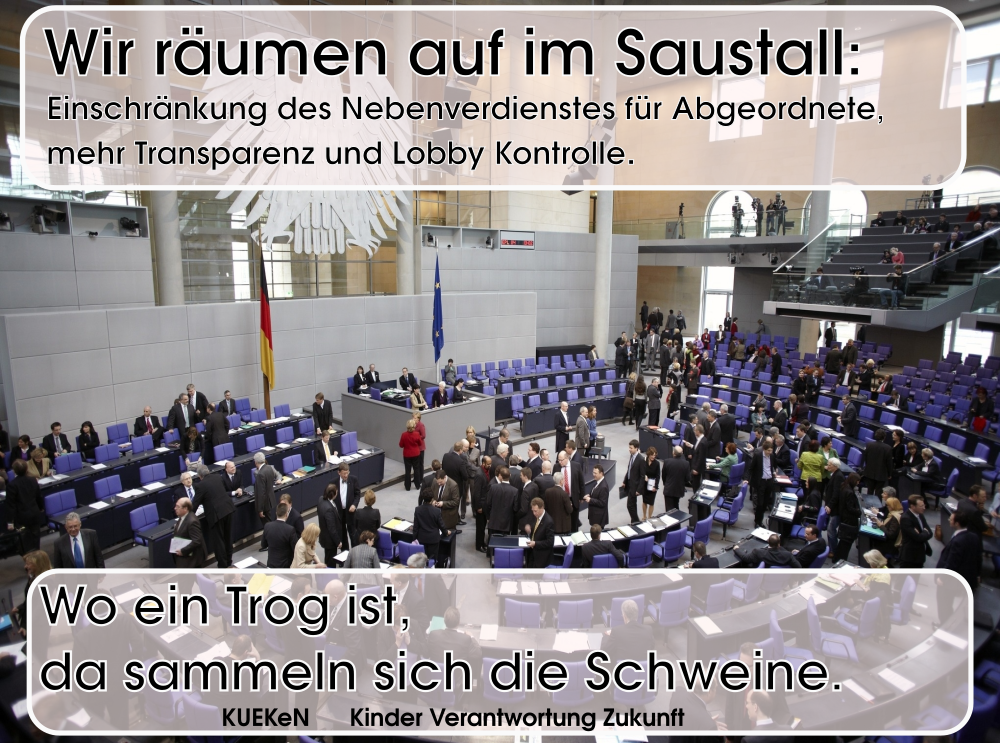 Wir räumen auf im Saustall:
Einschränkung des Nebenverdienstes für Abgeordnete,
mehr Transparenz und Lobby Kontrolle.
Wo ein Trog ist,
da sammeln sich die Schweine.
KUEKeN Kinder Verantwortung Zukunft